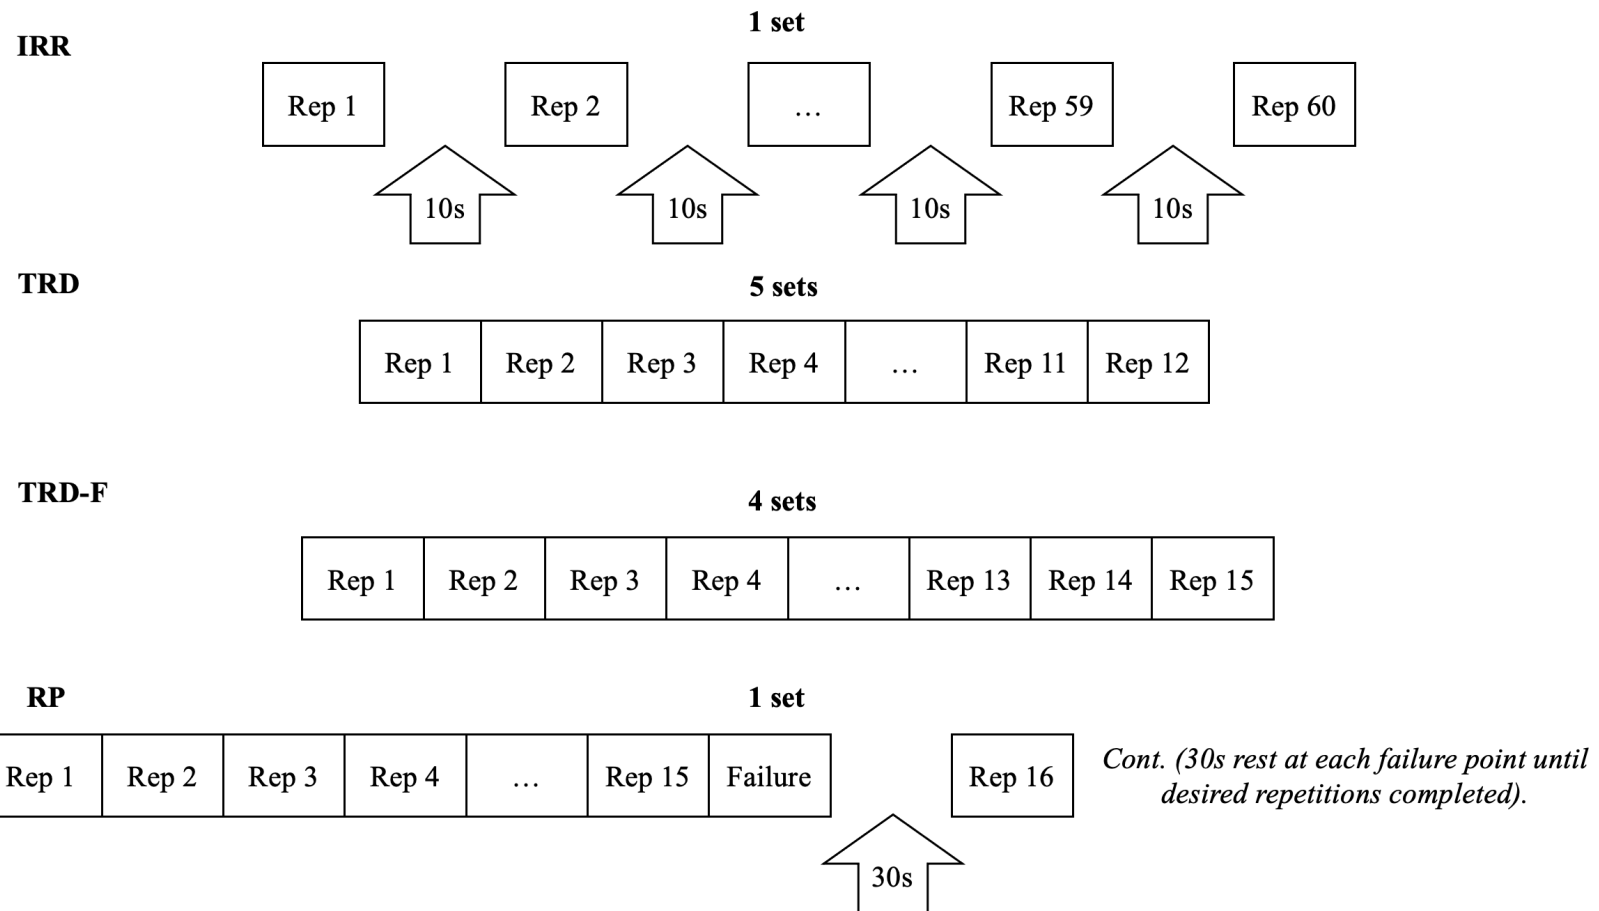 1 set
IRR
Rep 1 Rep 2 … Rep 59 Rep 60
10s 10s 10s 10s
TRD
5 sets
Rep 1 Rep 2 Rep 3 Rep 4 … Rep 11 Rep 12
TRD-F
4 sets
Rep 1 Rep 2 Rep 3 Rep 4 … Rep 13 Rep 14 Rep 15
RP
1 set
Rep 1 Rep 2 Rep 3 Rep 4 … Rep 15 Failure Rep 16
Cont. (30s rest at each failure point until
desired repetitions completed).
30s